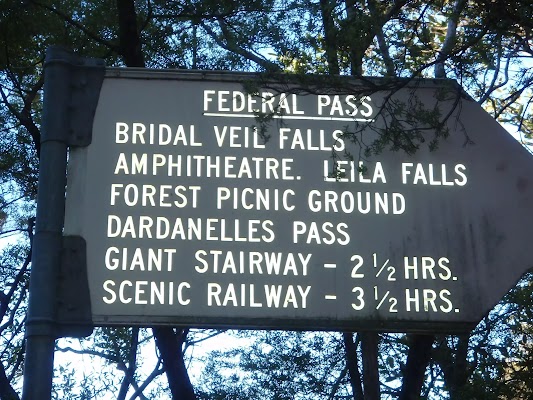 FEDERAL PASS
BRIDAL VEIL FALLS
AMPHITHEATRE. LEILA FALLS
FOREST PICNIC GROUND
DARDANELLES PASS
GIANT STAIRWAY - 2 ½ HRS.
SCENIC RAILWAY - 3 ½ HRS.